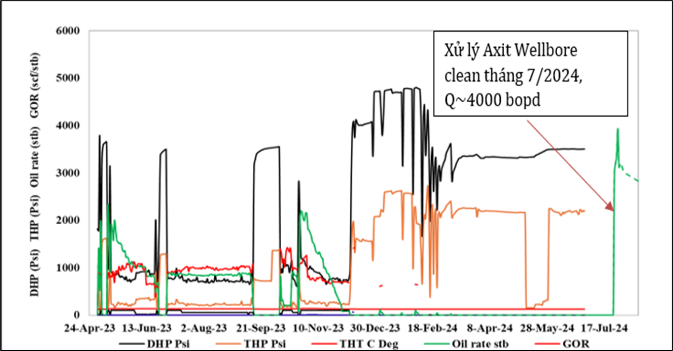 6000
5000
4000
3000
2000
1000
0
DHP (Psi)  THP (Psi)  Oil rate (stb)  GOR (scf/stb)
Xử lý Axit Wellbore
clean tháng 7/2024,
Q~4000 bopd
24-Apr-23 13-Jun-23 2-Aug-23 21-Sep-23 10-Nov-23 30-Dec-23 18-Feb-24 8-Apr-24 28-May-24 17-Jul-24
DHP Psi THP Psi THT C Deg Oil rate stb GOR